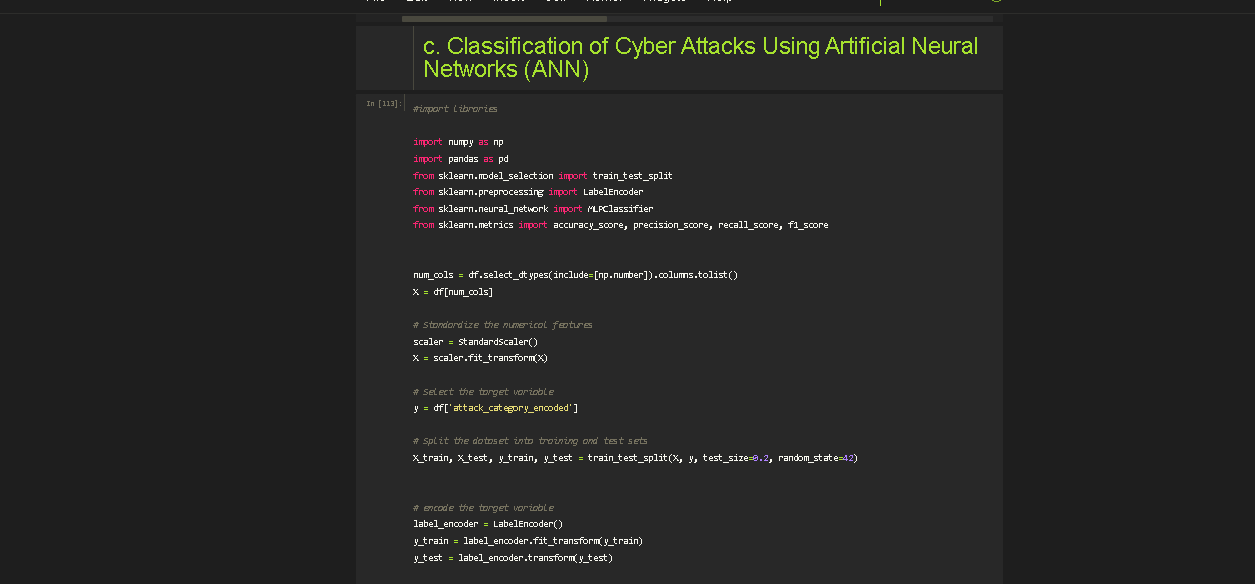 c. Classification of Cyber Attacks Using Artificial Neural
Networks (ANN)
In [113]:
#import libraries
import numpy as np
import pandas as pd
from sklearn.model_selection import train_test_split
from sklearn.preprocessing import LabelEncoder
from sklearn.neural_network import MLPClassifier
from sklearn.metrics import accuracy_score, precision_score, recall_score, f1_score
num_cols = df.select_dtypes(include=[np.number]).columns.tolist()
X = df[num_cols]
# Standardize the numerical features
scaler = StandardScaler()
X = scaler.fit_transform(X)
# Select the target variable
y = df['attack_category_encoded']
# Split the dataset into training and test sets
X_train, X_test, y_train, y_test = train_test_split(X, y, test_size=0.2, random_state=42)
# encode the target variable
label_encoder = LabelEncoder()
y_train = label_encoder.fit_transform(y_train)
y_test = label_encoder.transform(y_test)